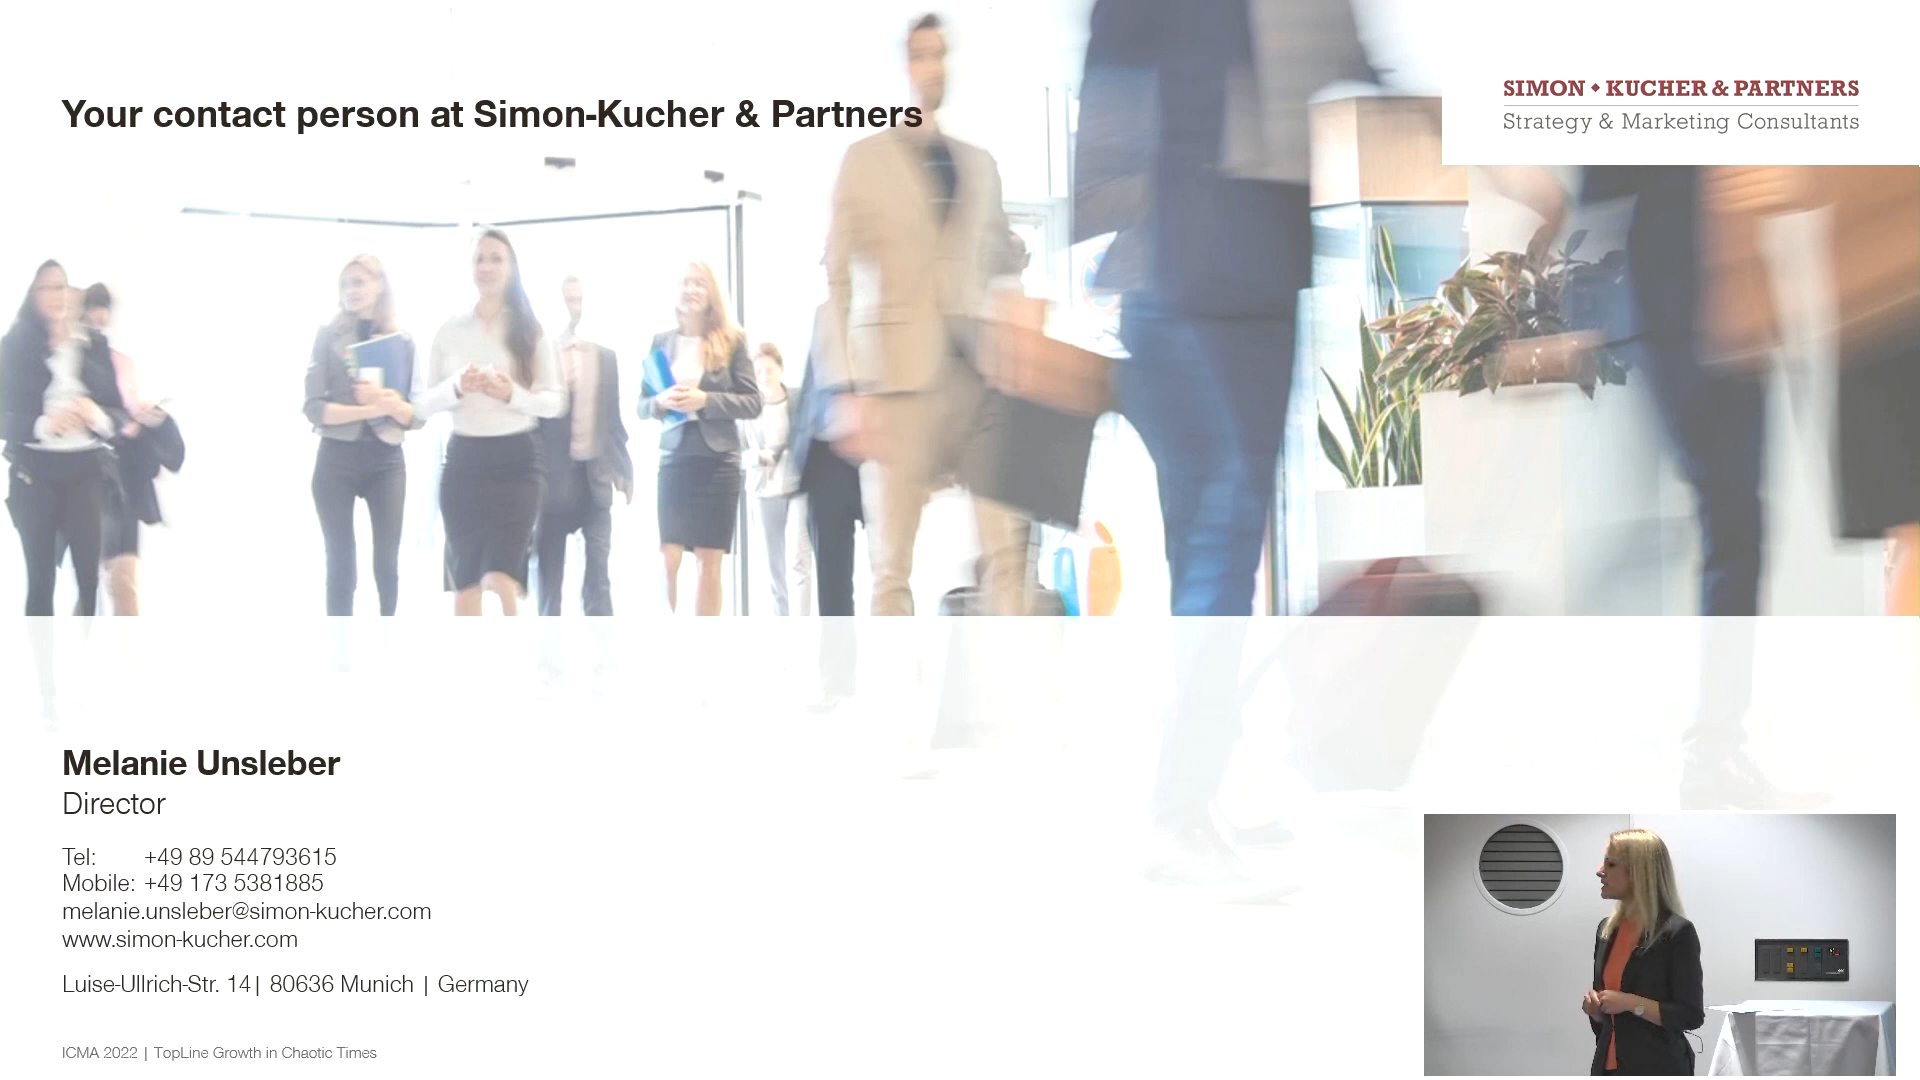 Your contact person at Simon-Kucher & Partners
SIMON • KUCHER & PARTNERS
Strategy & Marketing Consultants
Melanie Unsleber
Director
Tel: +49 89 544793615
Mobile: +49 173 5381885
melanie.unsleber@simon-kucher.com
www.simon-kucher.com
Luise-Ullrich-Str. 14| 80636 Munich | Germany
ICMA 2022 | TopLine Growth in Chaotic Times